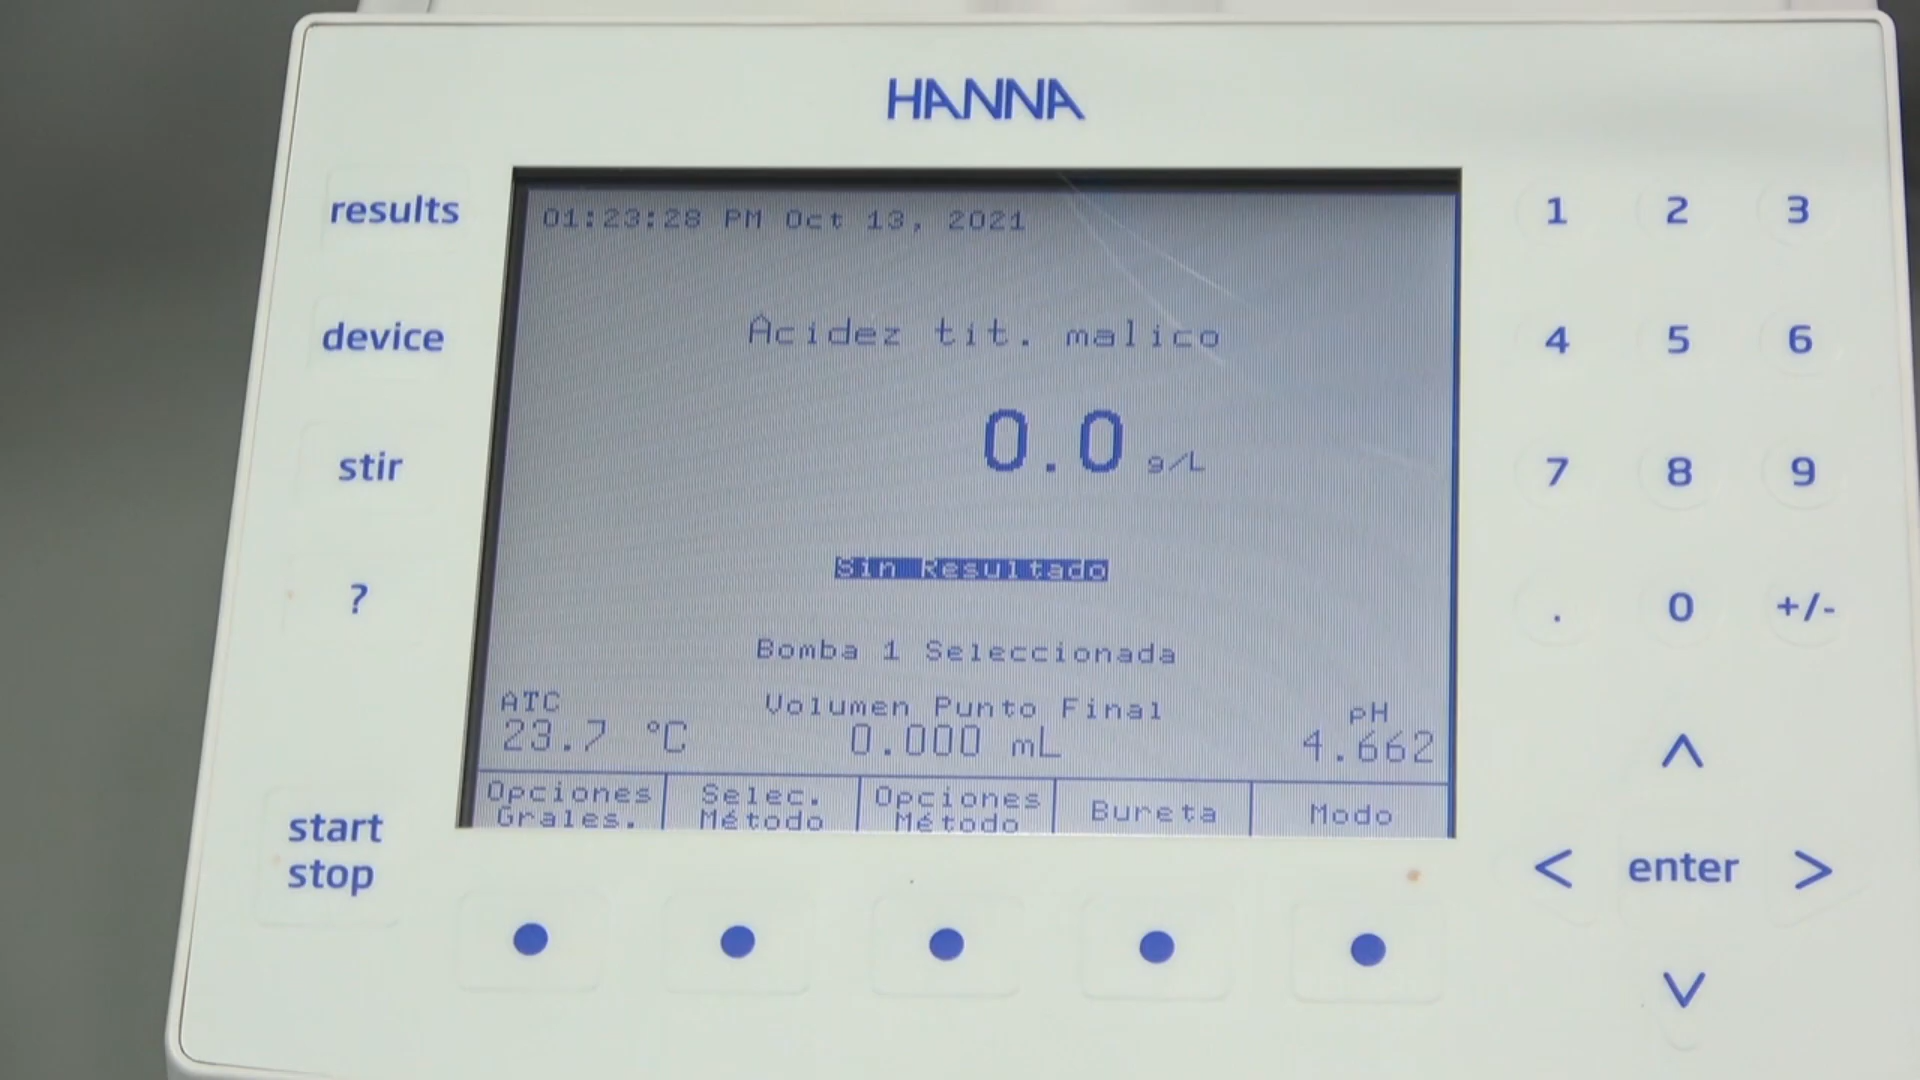 HANNA
results
device
stir
?
start
stop
01:23:28 PM Oct 13, 2021
Ácidez tit. malico
0.0 g/L
Sin Resultado
Bomba 1 Seleccionada
ATC
23.7 °C
Volumen Punto Final
0.000 mL
pH
4.662
Opciones
Grales.
Selec.
Método
Opciones
Método
Bureta
Modo
1 2 3
4 5 6
7 8 9
. 0 +/-
< enter >